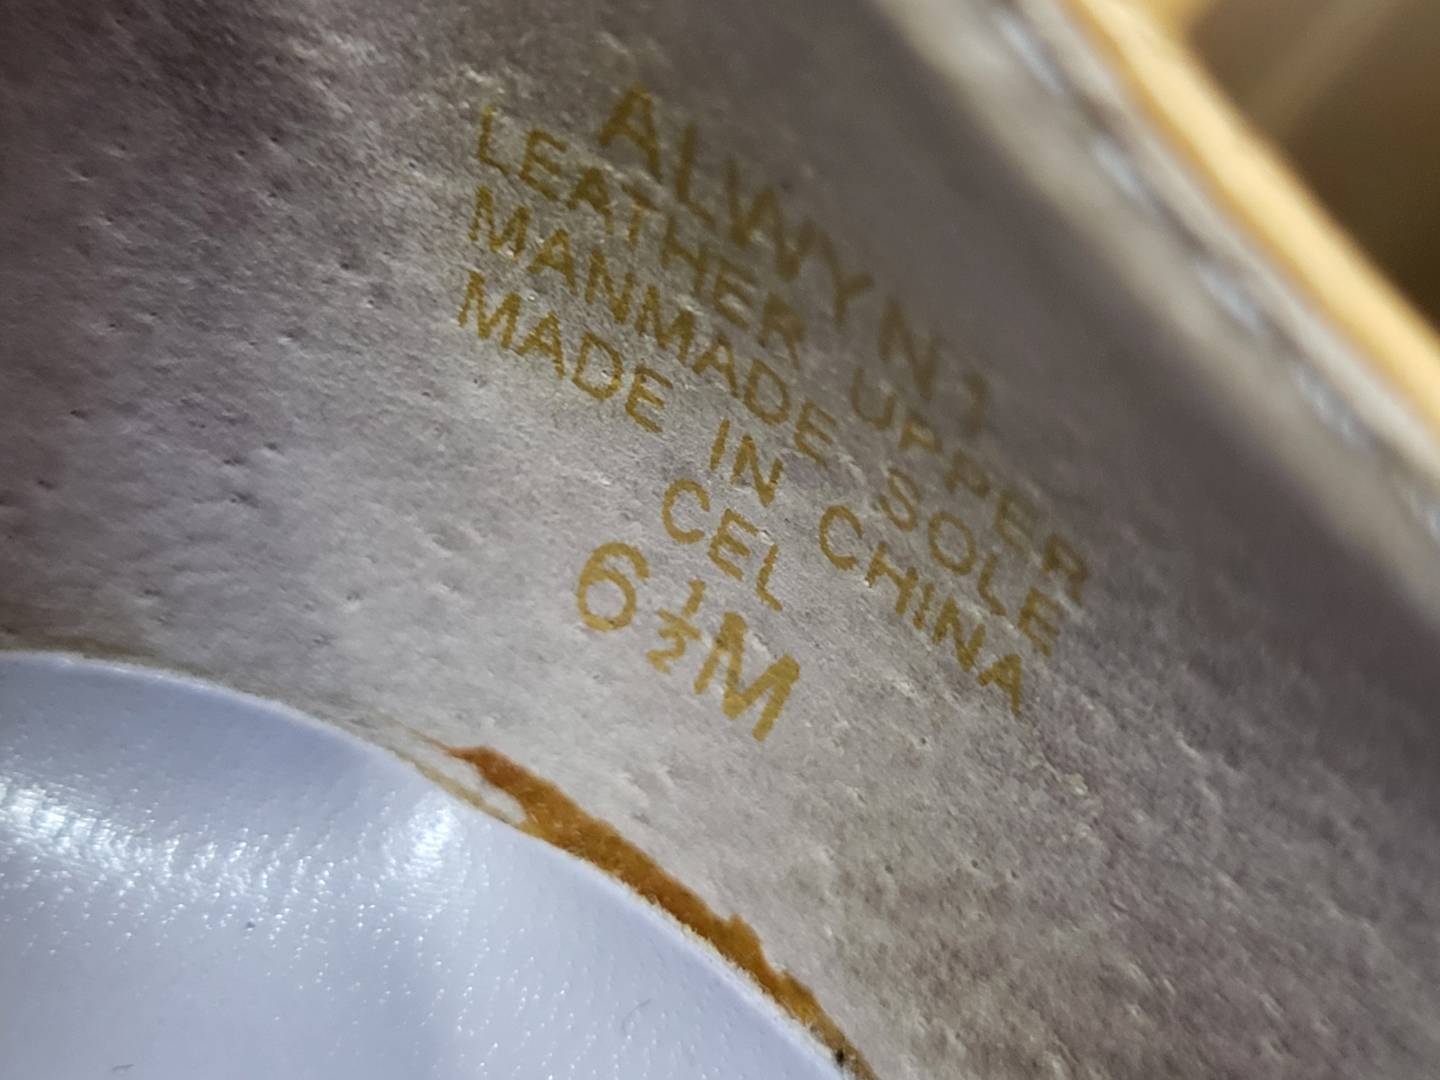 ALWYN1
LEATHER UPPER
MANMADE SOLE
MADE IN CHINA
CEL
6½M